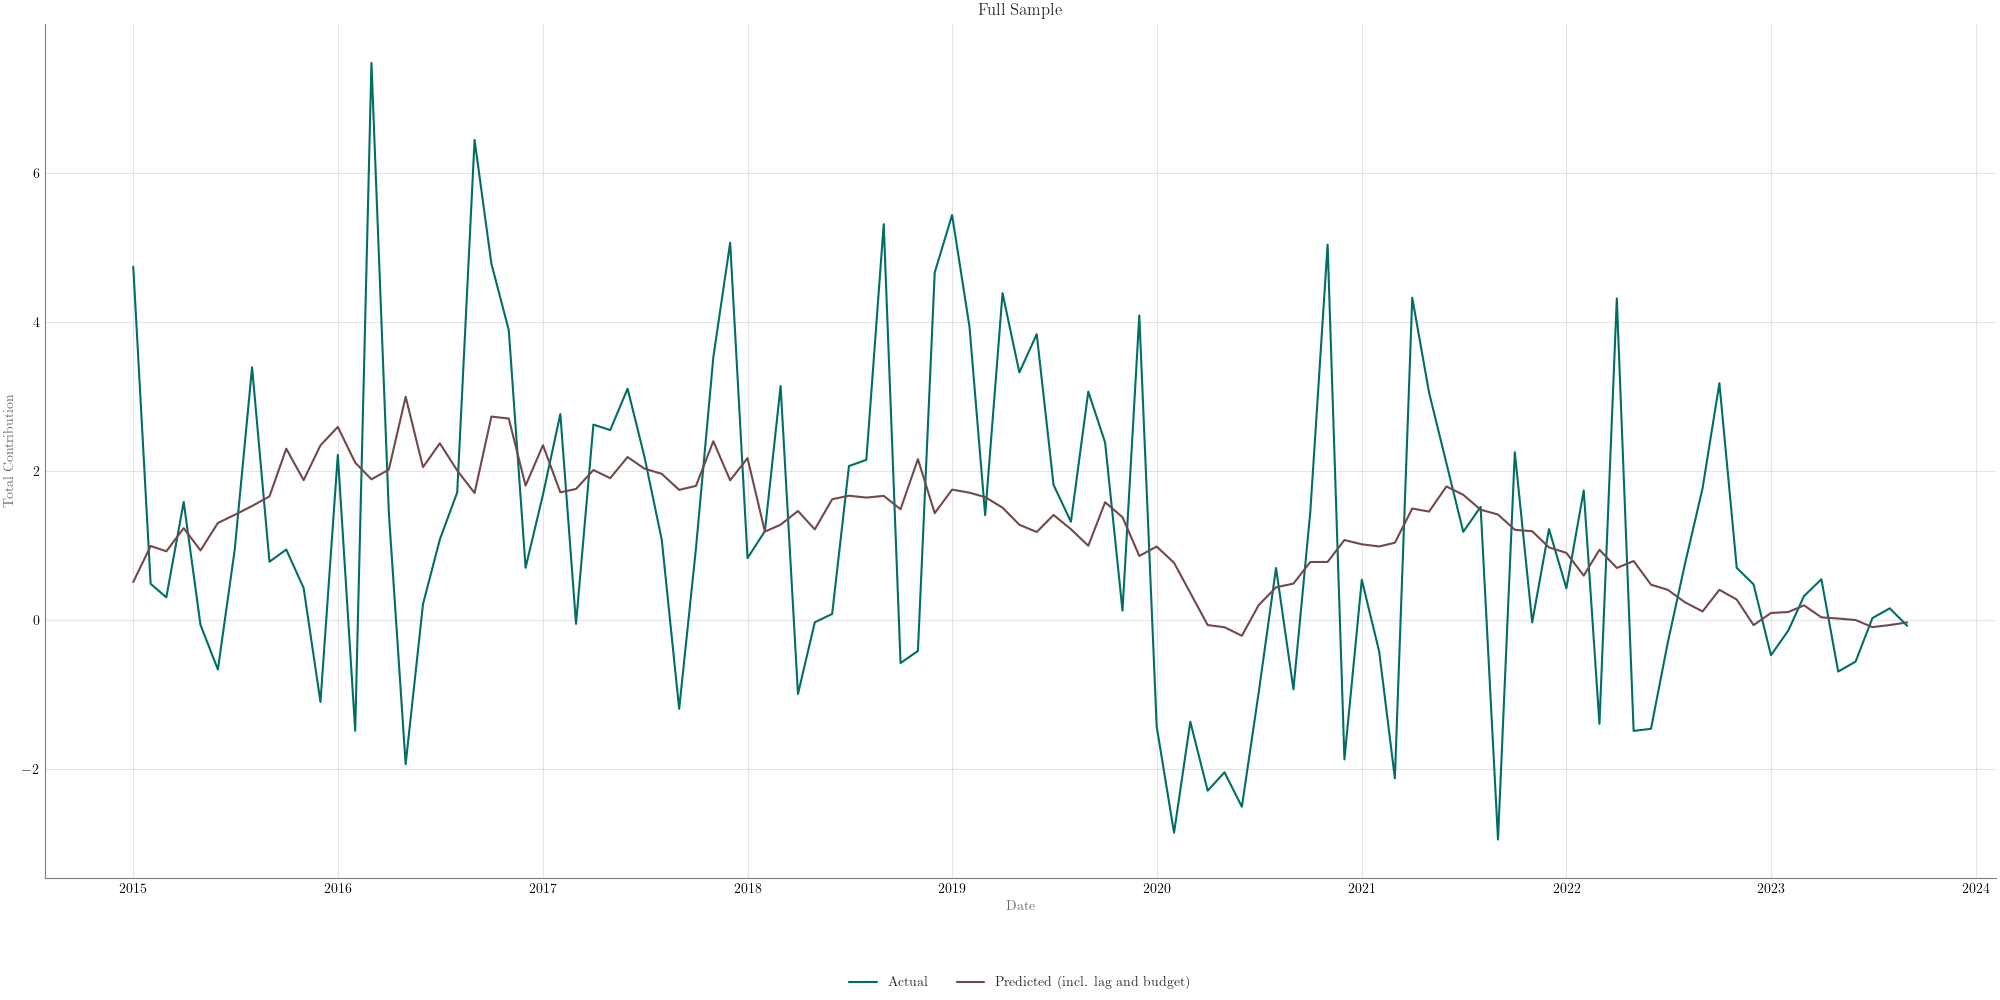 Full Sample
Total Contribution
6
4
2
0
−2
2015 2016 2017 2018 2019 2020 2021 2022 2023 2024
Date
Actual Predicted (incl. lag and budget)